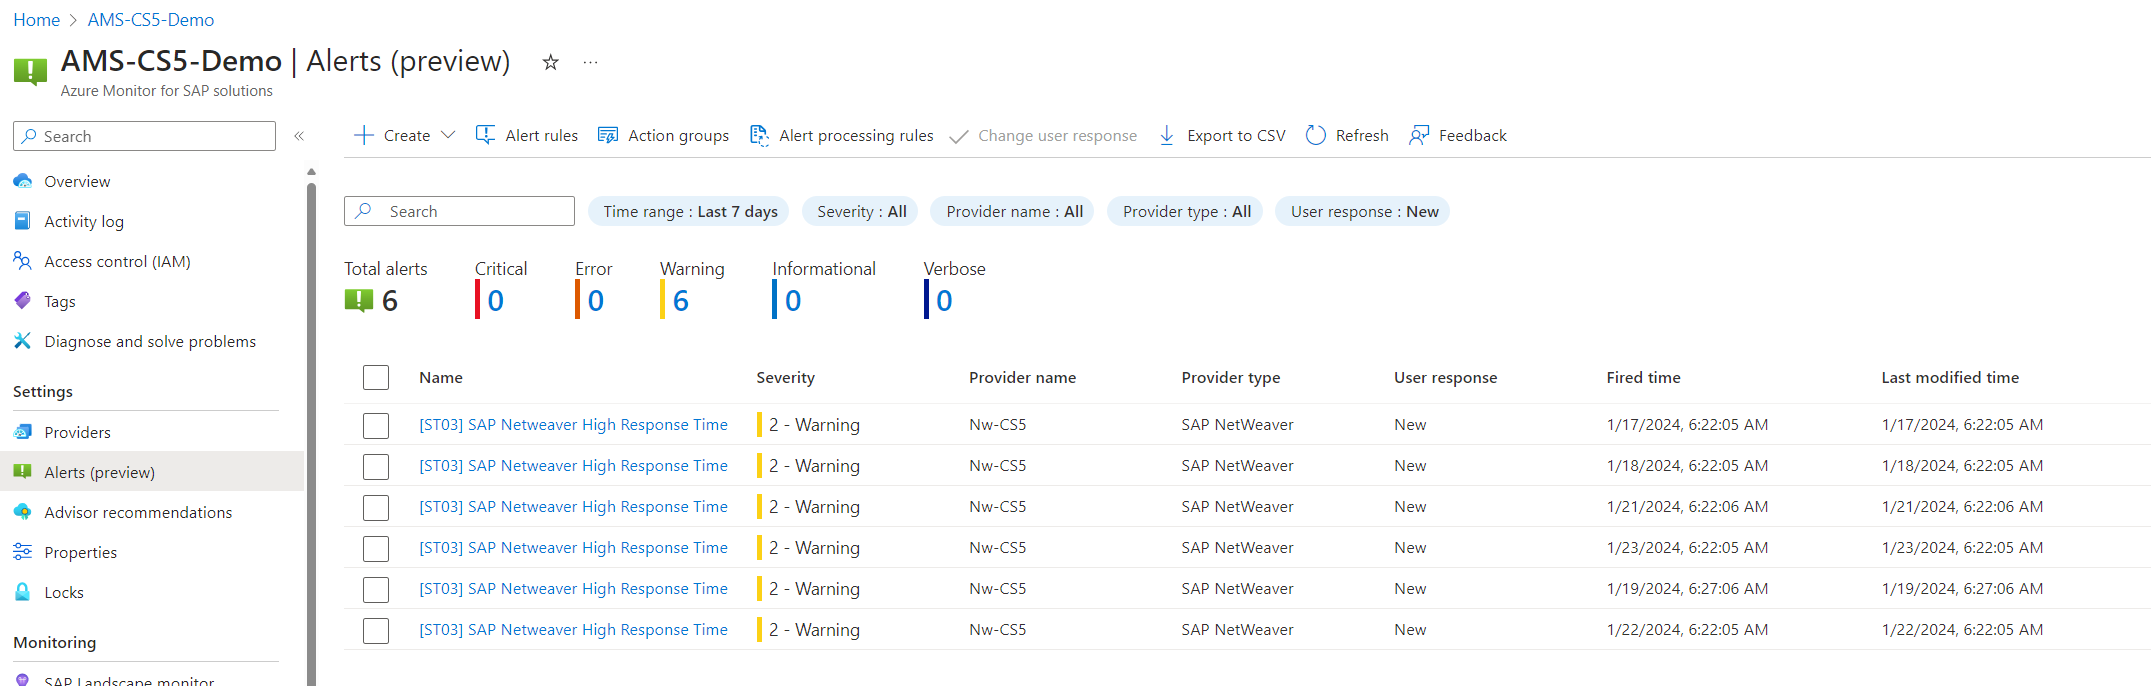 Home > AMS-CS5-Demo
AMS-CS5-Demo | Alerts (preview)
Azure Monitor for SAP solutions
Search
Overview
Activity log
Access control (IAM)
Tags
Diagnose and solve problems
Settings
Providers
Alerts (preview)
Advisor recommendations
Properties
Locks
Monitoring
SAP Landscape monitor
Create Alert rules Action groups Alert processing rules Change user response Export to CSV Refresh Feedback
Search Time range : Last 7 days Severity : All Provider name : All Provider type : All User response : New
Total alerts Critical Error Warning Informational Verbose
6 0 0 6 0 0
Name Severity Provider name Provider type User response Fired time Last modified time
[ST03] SAP Netweaver High Response Time 2 - Warning Nw-CS5 SAP NetWeaver New 1/17/2024, 6:22:05 AM 1/17/2024, 6:22:05 AM
[ST03] SAP Netweaver High Response Time 2 - Warning Nw-CS5 SAP NetWeaver New 1/18/2024, 6:22:05 AM 1/18/2024, 6:22:05 AM
[ST03] SAP Netweaver High Response Time 2 - Warning Nw-CS5 SAP NetWeaver New 1/21/2024, 6:22:06 AM 1/21/2024, 6:22:06 AM
[ST03] SAP Netweaver High Response Time 2 - Warning Nw-CS5 SAP NetWeaver New 1/23/2024, 6:22:05 AM 1/23/2024, 6:22:05 AM
[ST03] SAP Netweaver High Response Time 2 - Warning Nw-CS5 SAP NetWeaver New 1/19/2024, 6:27:06 AM 1/19/2024, 6:27:06 AM
[ST03] SAP Netweaver High Response Time 2 - Warning Nw-CS5 SAP NetWeaver New 1/22/2024, 6:22:05 AM 1/22/2024, 6:22:05 AM